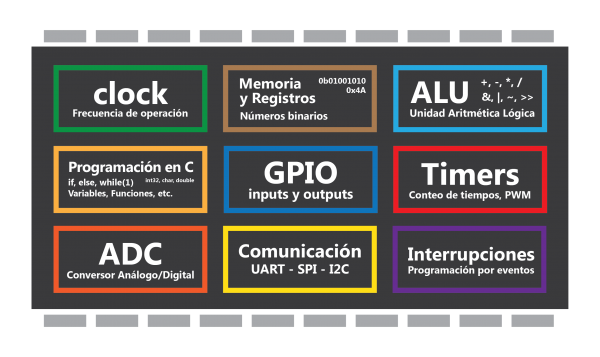 clock
Frecuencia de operación
Memoria
y Registros
0b01001010
0x4A
Números binarios
ALU
+, -, *, /
&, |, ~, >>
Unidad Aritmética Lógica
Programación en C
if, else, while(1)
Int32, char, double
Variables, Funciones, etc.
GPIO
inputs y outputs
Timers
Conteo de tiempos, PWM
ADC
Conversor Análogo/Digital
Comunicación
UART - SPI - I2C
Interrupciones
Programación por eventos